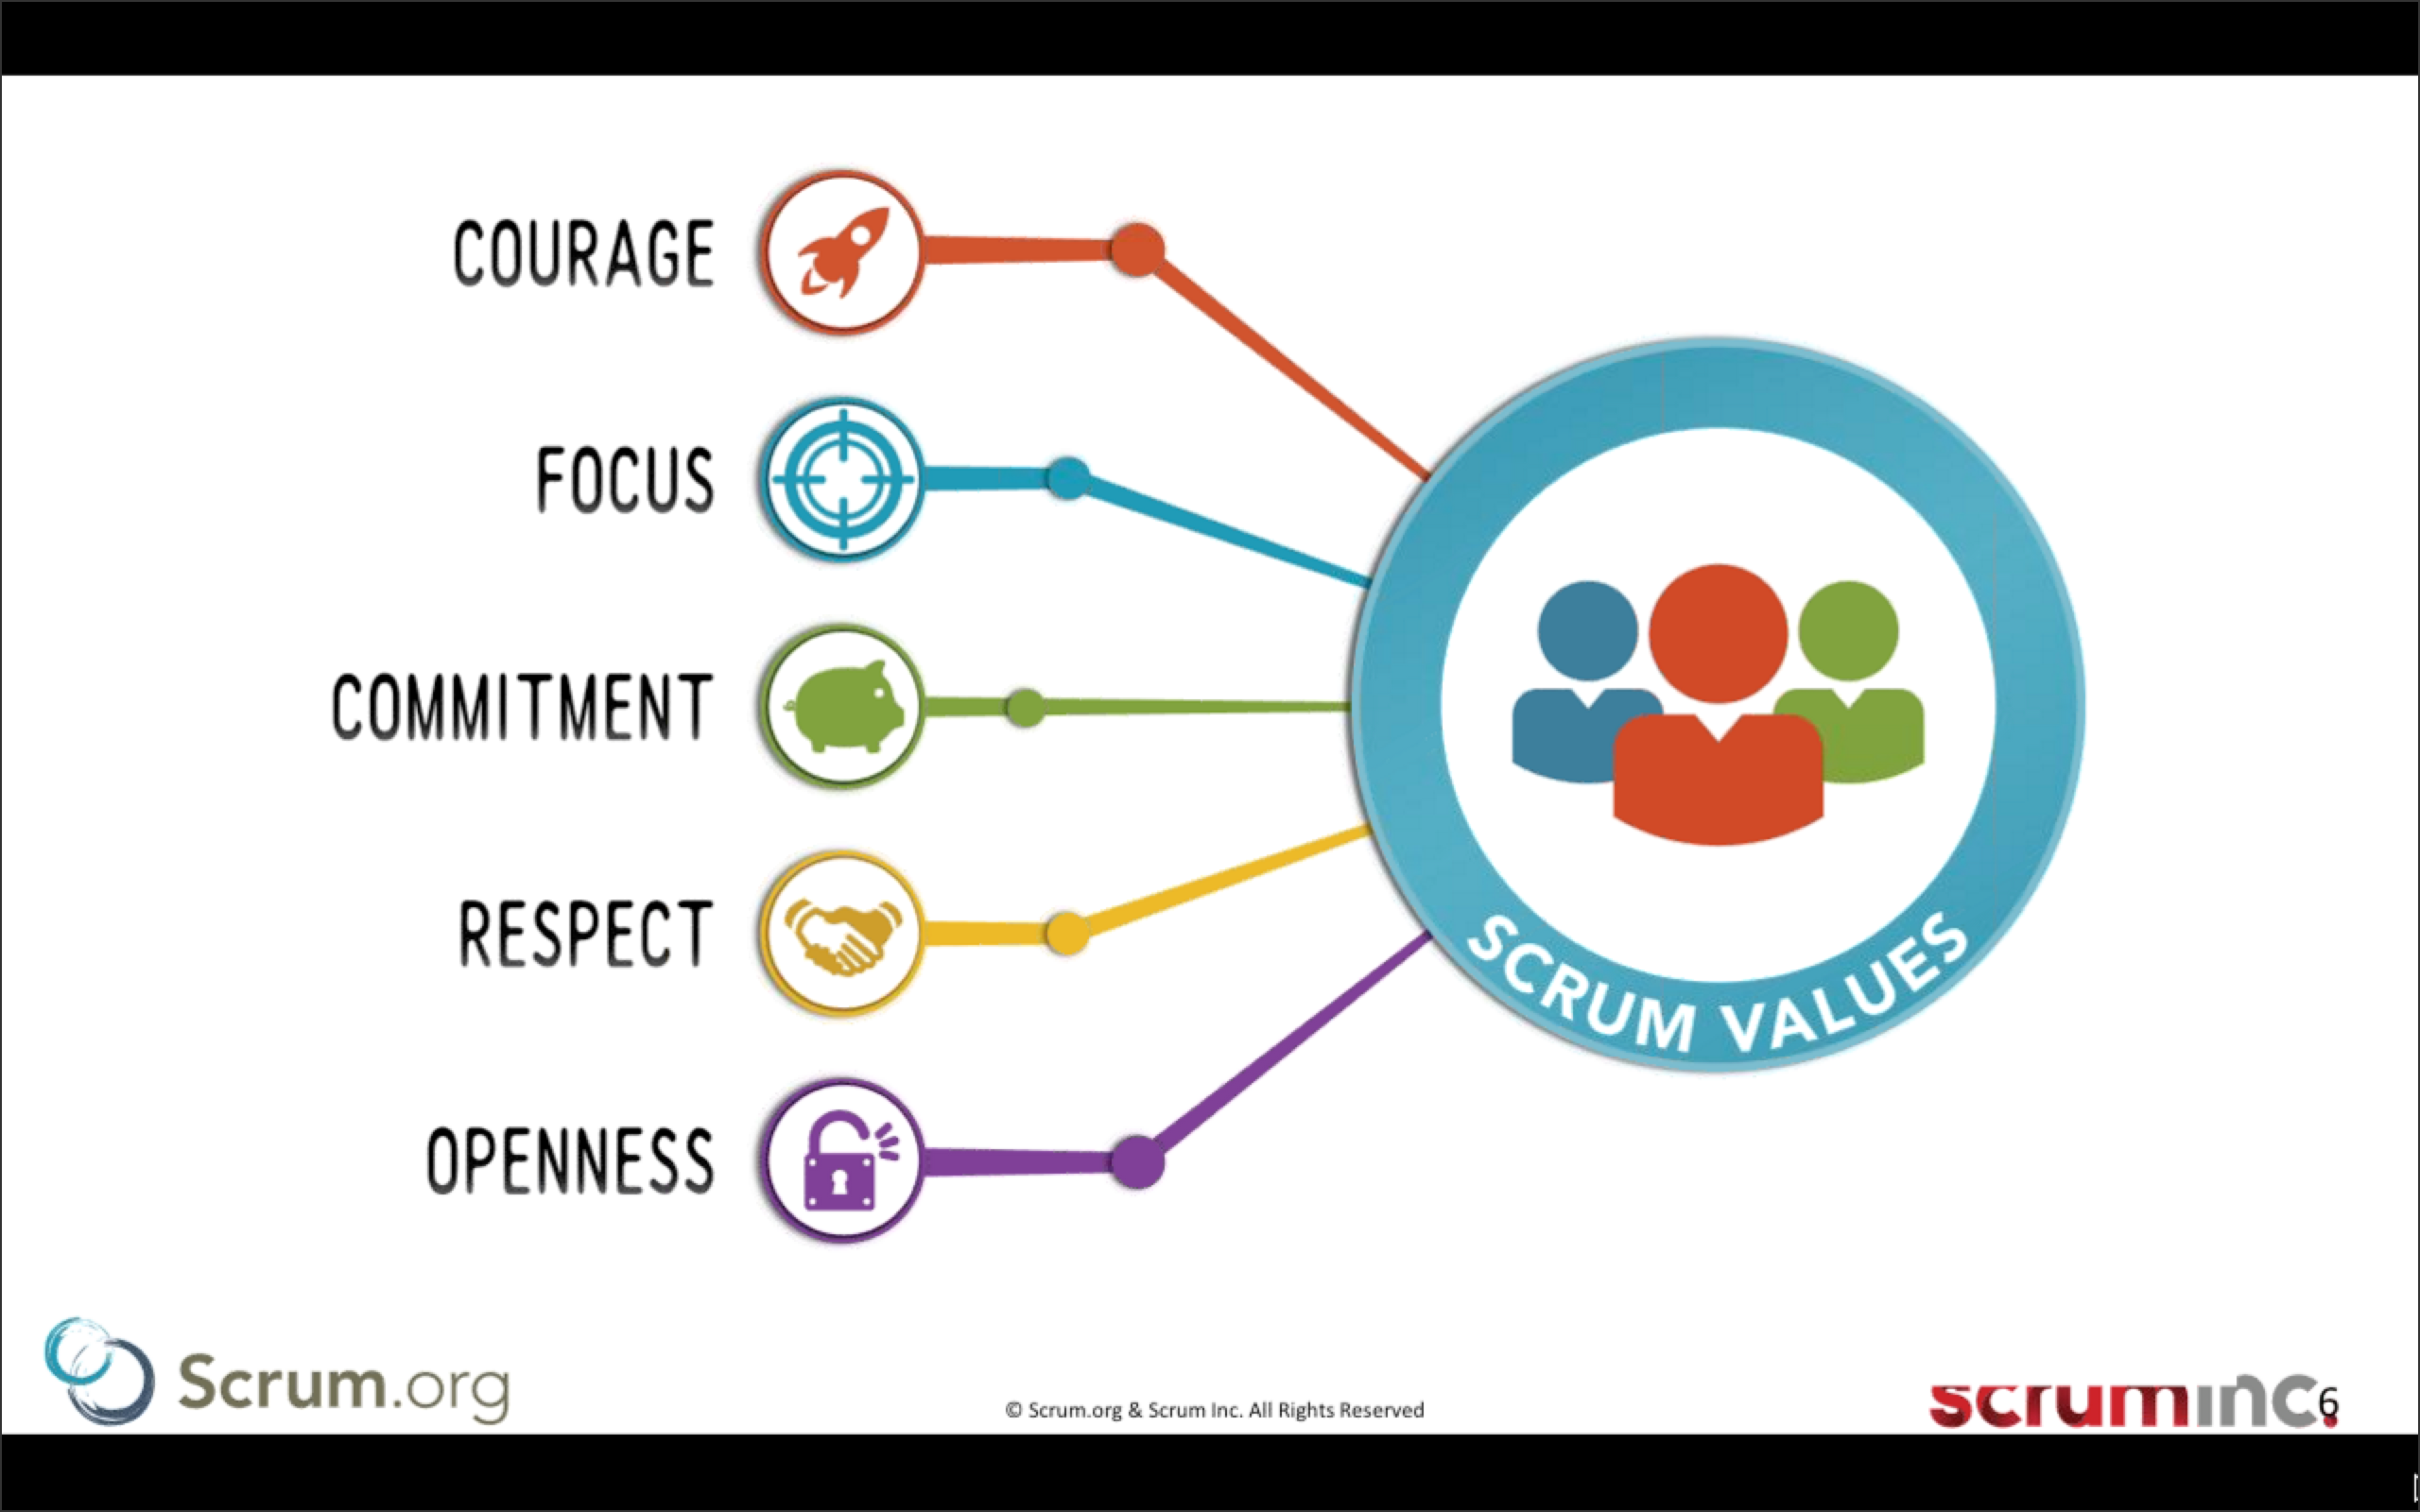 COURAGE
FOCUS
COMMITMENT
RESPECT
OPENNESS
SCRUM VALUES
Scrum.org
© Scrum.org & Scrum Inc. All Rights Reserved
scruminc.
6